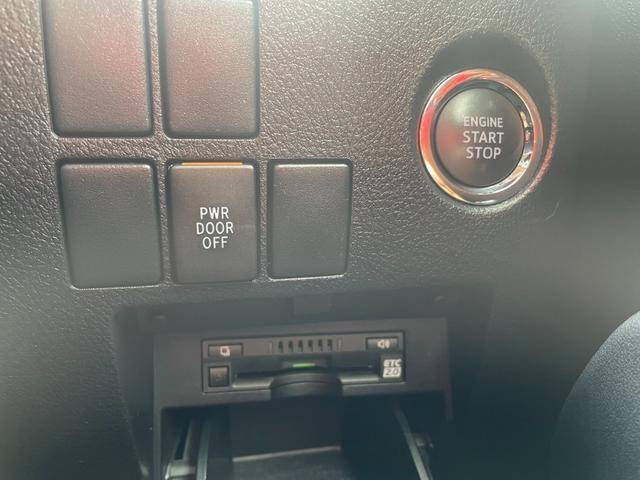 ENGINE
START
STOP
PWR
DOOR
OFF
ETC
2.0